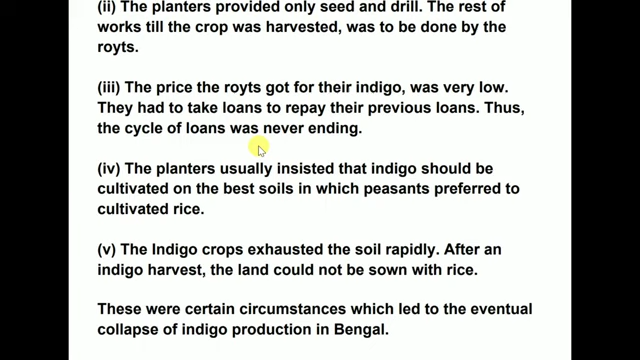 (ii) The planters provided only seed and drill. The rest of
works till the crop was harvested, was to be done by the
royts.
(iii) The price the royts got for their indigo, was very low.
They had to take loans to repay their previous loans. Thus,
the cycle of loans was never ending.
(iv) The planters usually insisted that indigo should be
cultivated on the best soils in which peasants preferred to
cultivated rice.
(v) The Indigo crops exhausted the soil rapidly. After an
indigo harvest, the land could not be sown with rice.
These were certain circumstances which led to the eventual
collapse of indigo production in Bengal.